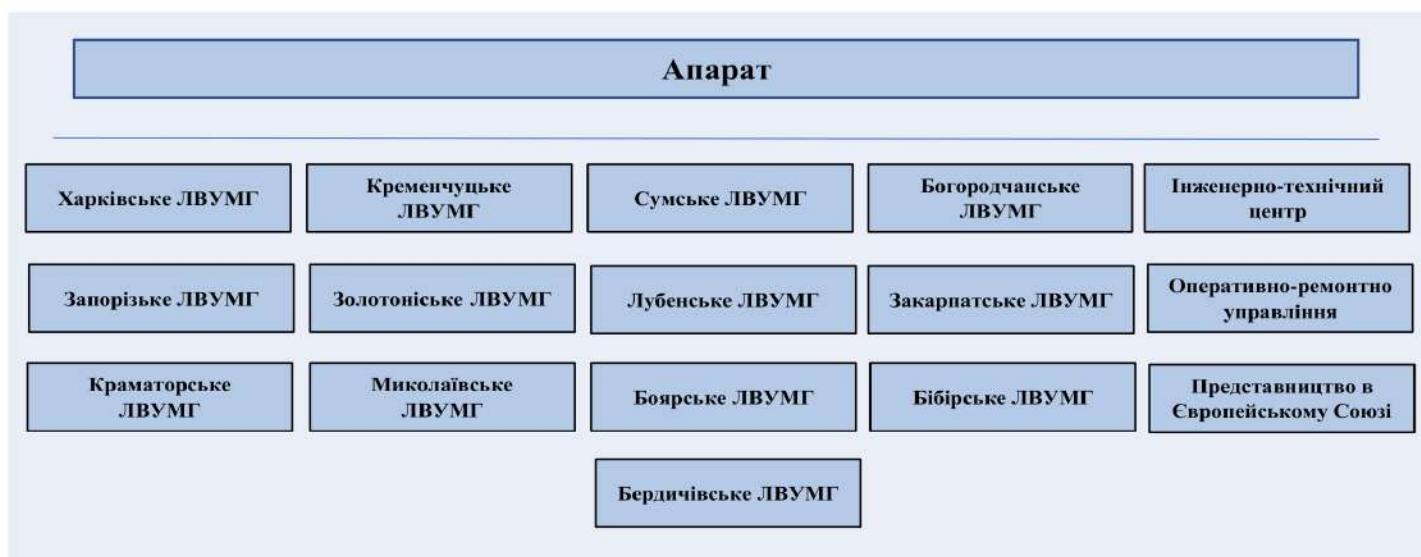 Апарат
Харківське ЛВУМГ
Кременчуцьке
ЛВУМГ
Сумське ЛВУМГ
Богородчанське
ЛВУМГ
Інженерно-технічний
центр
Запорізьке ЛВУМГ
Золотоніське ЛВУМГ
Лубенське ЛВУМГ
Закарпатське ЛВУМГ
Оперативно-ремонтно
управління
Краматорське
ЛВУМГ
Миколаївське
ЛВУМГ
Боярське ЛВУМГ
Бібірське ЛВУМГ
Представництво в
Європейському Союзі
Бердичівське ЛВУМГ